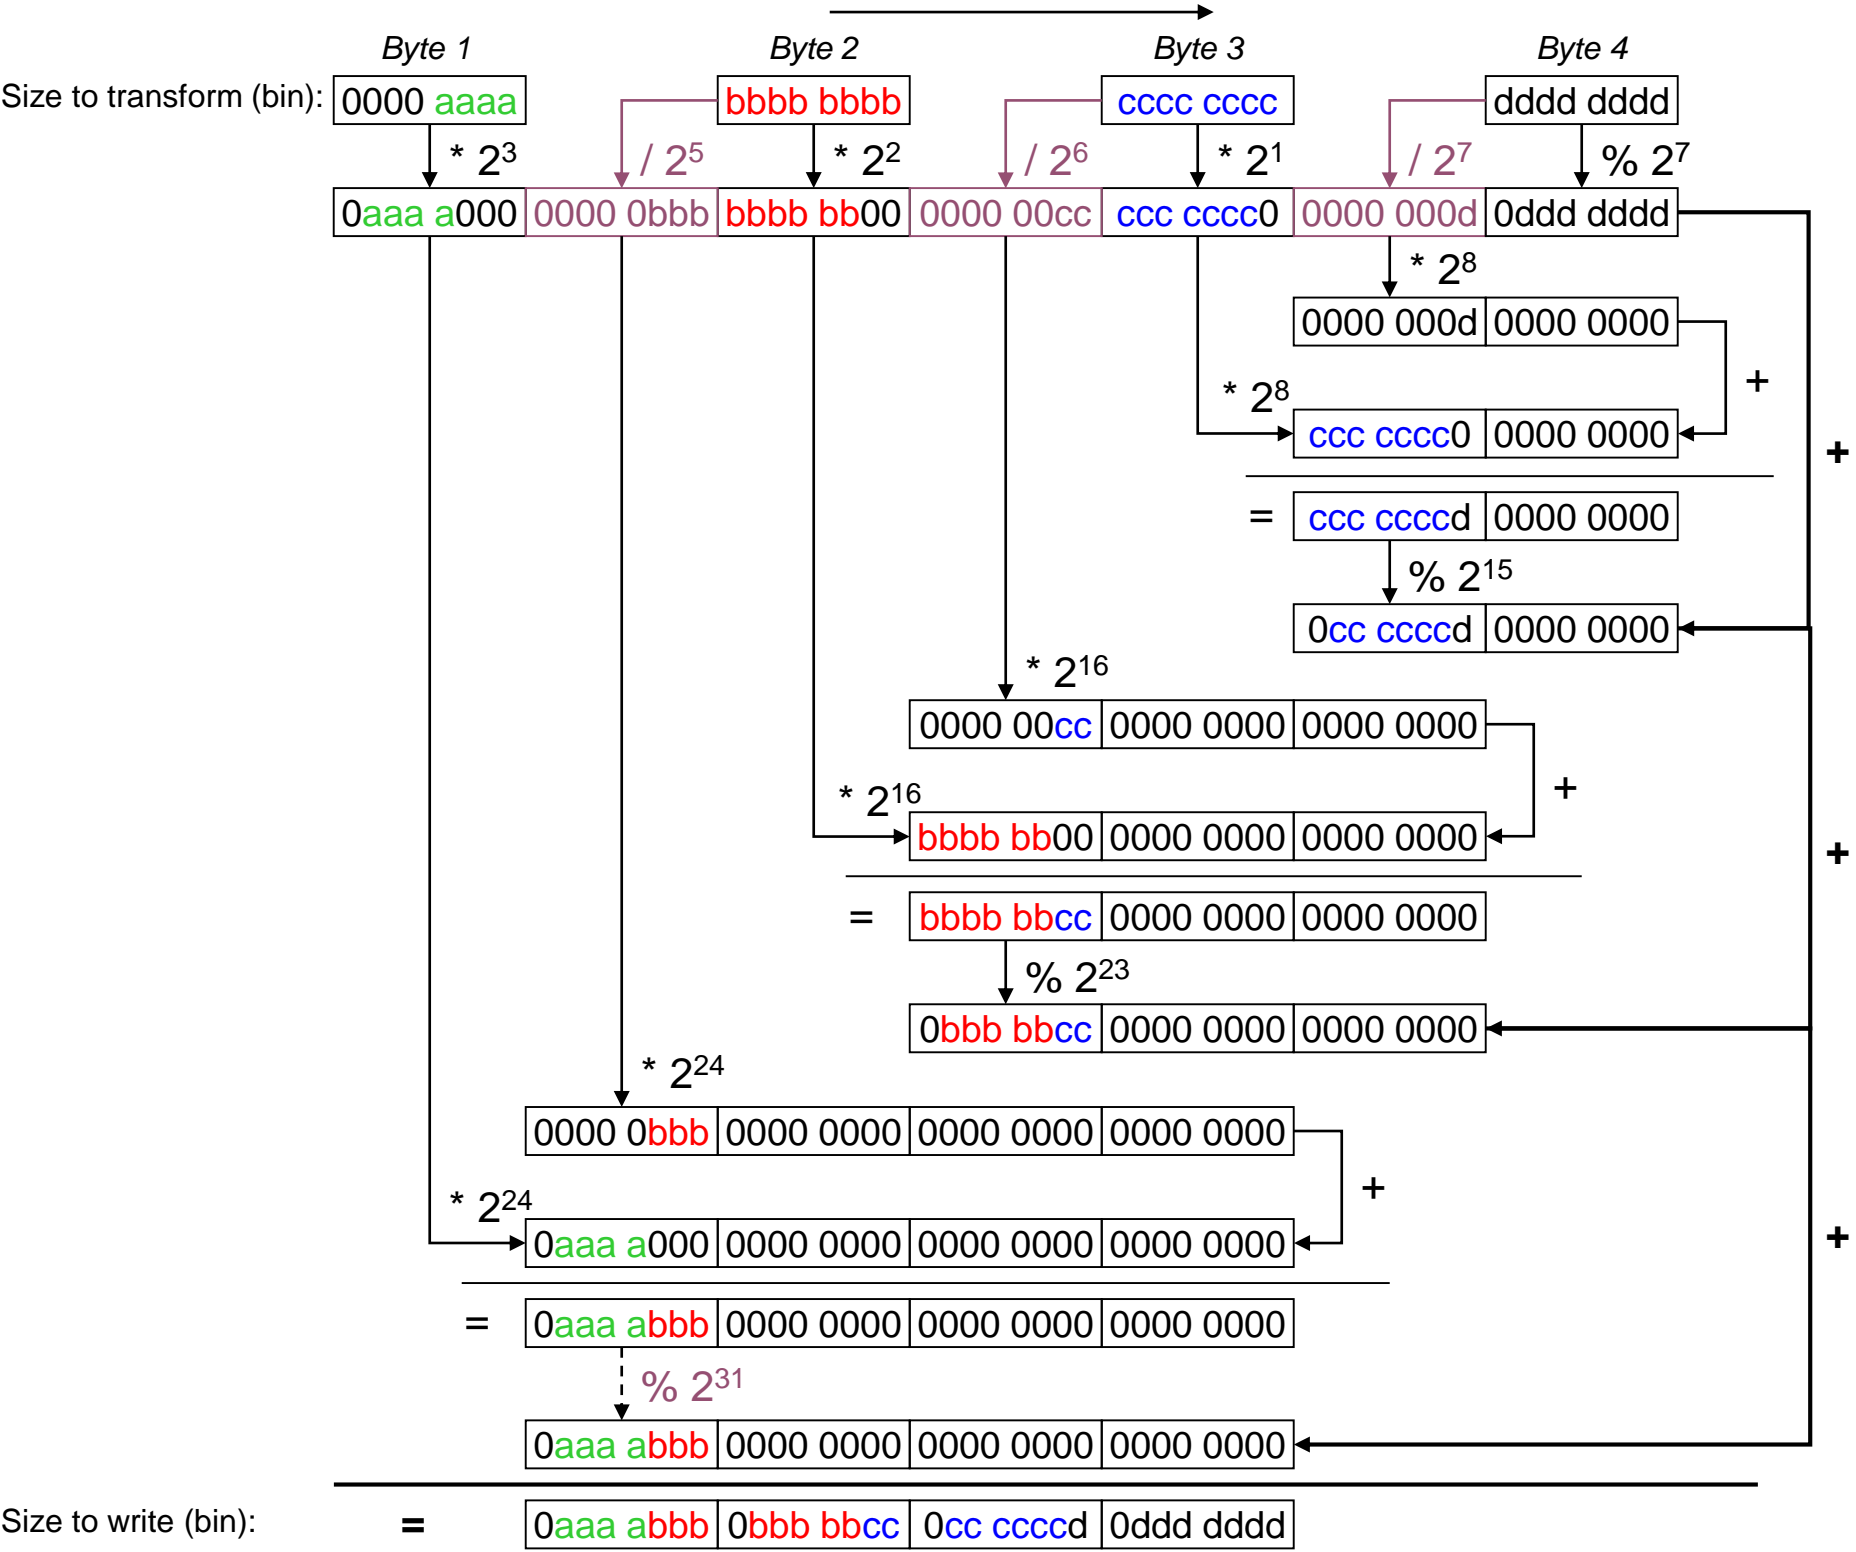 Byte 1 Byte 2 Byte 3 Byte 4
Size to transform (bin): 0000 aaaa bbbb bbbb cccc cccc dddd dddd
* 2³ / 2⁵ * 2² / 2⁶ * 2¹ / 2⁷ % 2⁷
0aaa a000 0000 0bbb bbbb bb00 0000 00cc ccc cccc0 0000 000d 0ddd dddd
* 2⁸
0000 000d 0000 0000
* 2⁸ +
ccc cccc0 0000 0000
+
= ccc ccccd 0000 0000
% 2¹⁵
0cc ccccd 0000 0000
* 2¹⁶
0000 00cc 0000 0000 0000 0000
* 2¹⁶ +
bbbb bb00 0000 0000 0000 0000
+
= bbbb bbcc 0000 0000 0000 0000
% 2²³
0bbb bbcc 0000 0000 0000 0000
* 2²⁴
0000 0bbb 0000 0000 0000 0000 0000 0000
* 2²⁴ +
0aaa a000 0000 0000 0000 0000 0000 0000
+
= 0aaa abbb 0000 0000 0000 0000 0000 0000
% 2³¹
0aaa abbb 0000 0000 0000 0000 0000 0000
Size to write (bin): = 0aaa abbb 0bbb bbcc 0cc ccccd 0ddd dddd